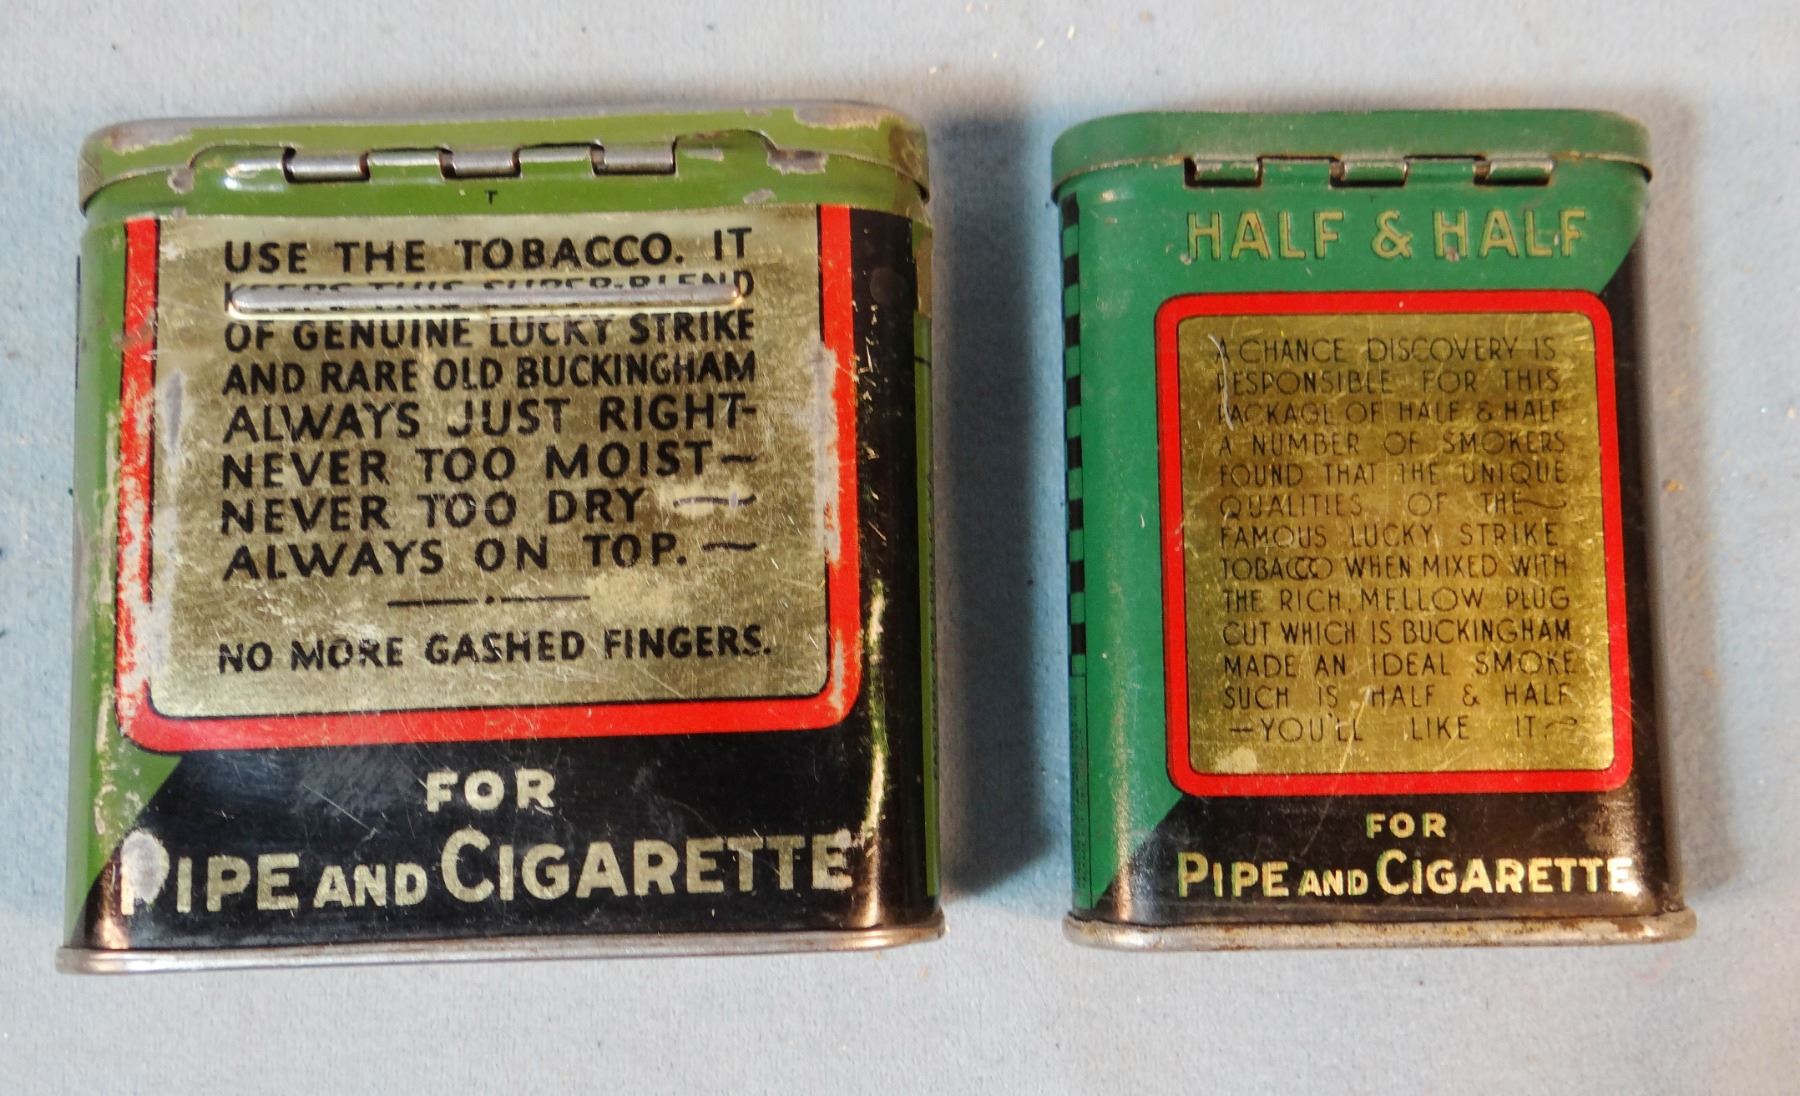 T
USE THE TOBACCO. IT
KEEPS THIS SUPER-BLEND
OF GENUINE LUCKY STRIKE
AND RARE OLD BUCKINGHAM
ALWAYS JUST RIGHT-
NEVER TOO MOIST—
NEVER TOO DRY —
ALWAYS ON TOP. —
NO MORE GASHED FINGERS.
FOR
PIPE AND CIGARETTE
HALF & HALF
A CHANCE DISCOVERY IS
RESPONSIBLE FOR THIS
PACKAGE OF HALF & HALF
A NUMBER OF SMOKERS
FOUND THAT THE UNIQUE
QUALITIES OF THE~
FAMOUS LUCKY STRIKE
TOBACCO WHEN MIXED WITH
THE RICH, MELLOW PLUG
CUT WHICH IS BUCKINGHAM
MADE AN IDEAL SMOKE
SUCH IS HALF & HALF
—YOU'LL LIKE IT~
FOR
PIPE AND CIGARETTE